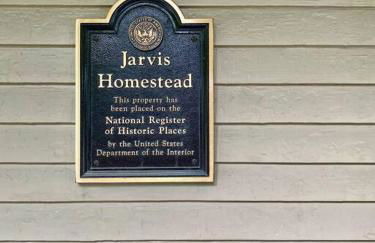 Jarvis
Homestead
This property has
been placed on the
National Register
of Historic Places
by the United States
Department of the Interior